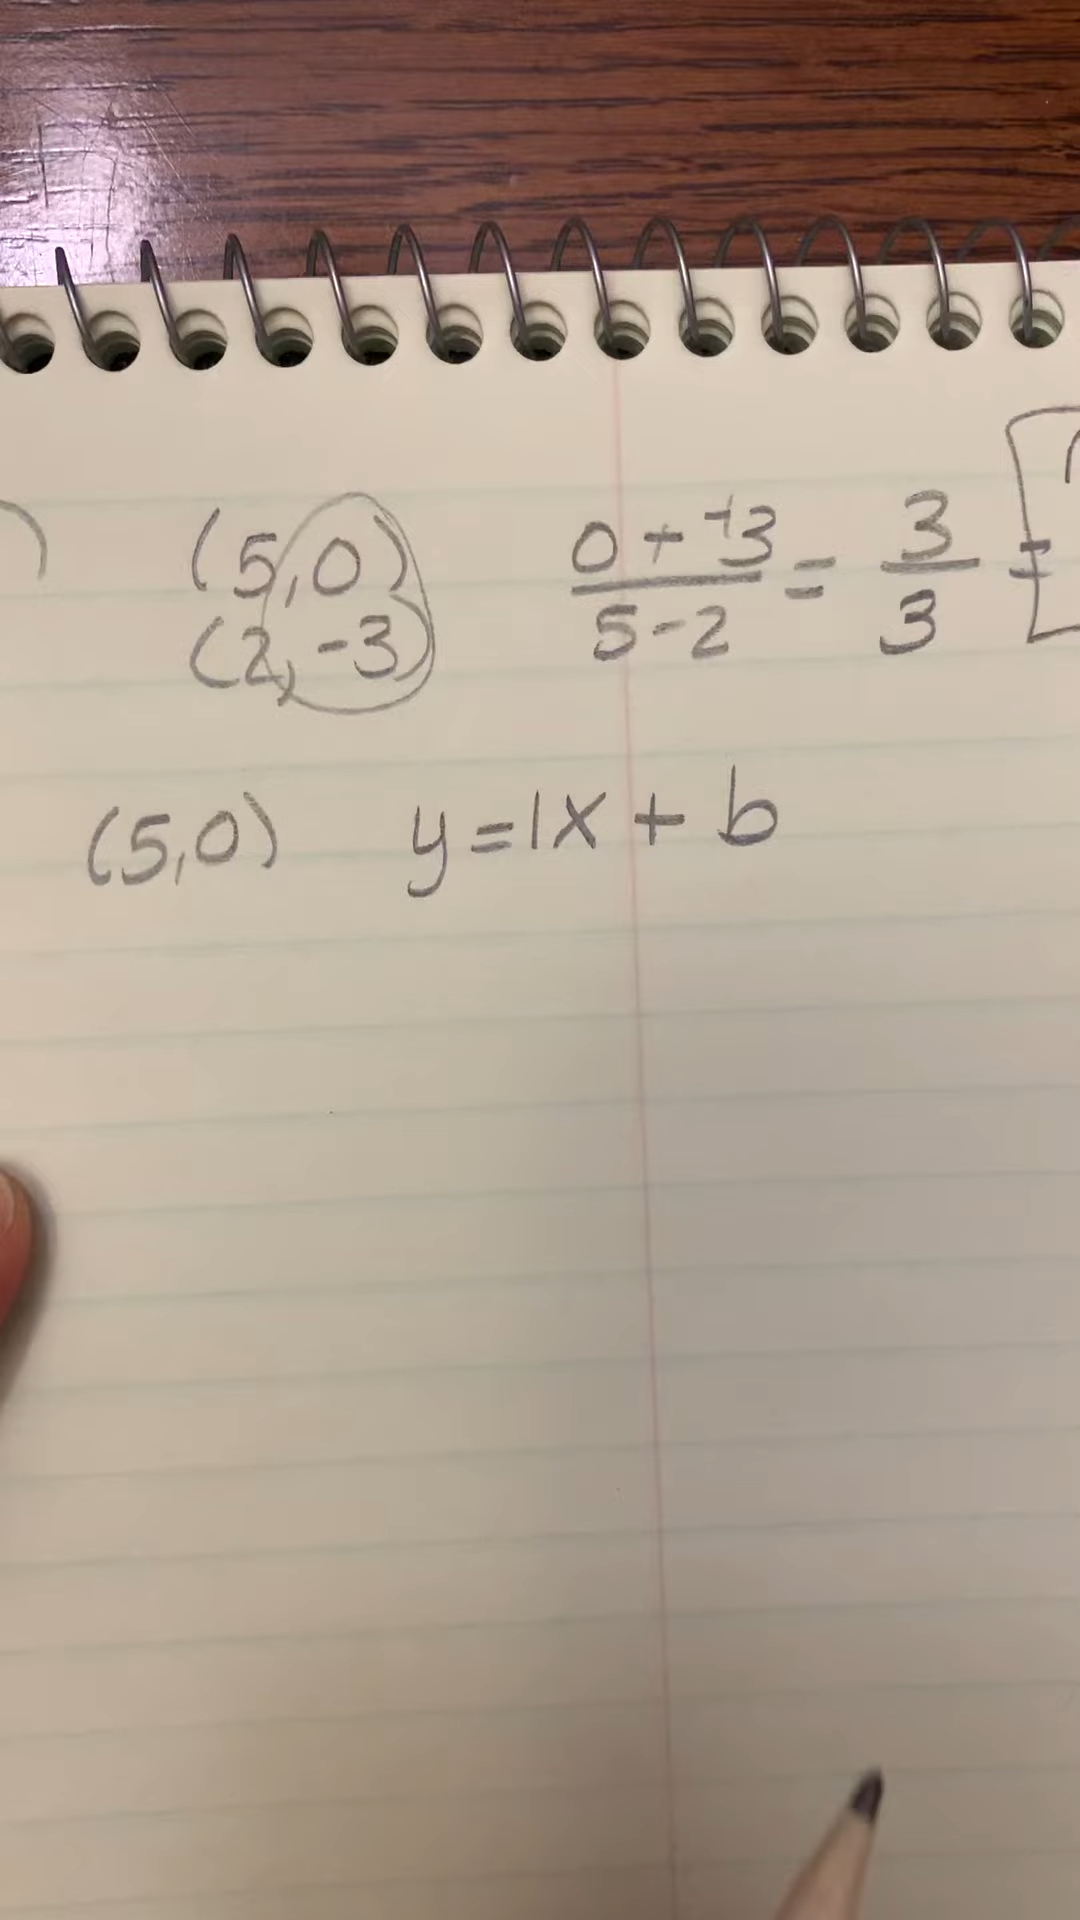 )
(5,0) 0 + +3 / 5-2 = 3/3 =
(2,-3)
(5,0) y=1x + b